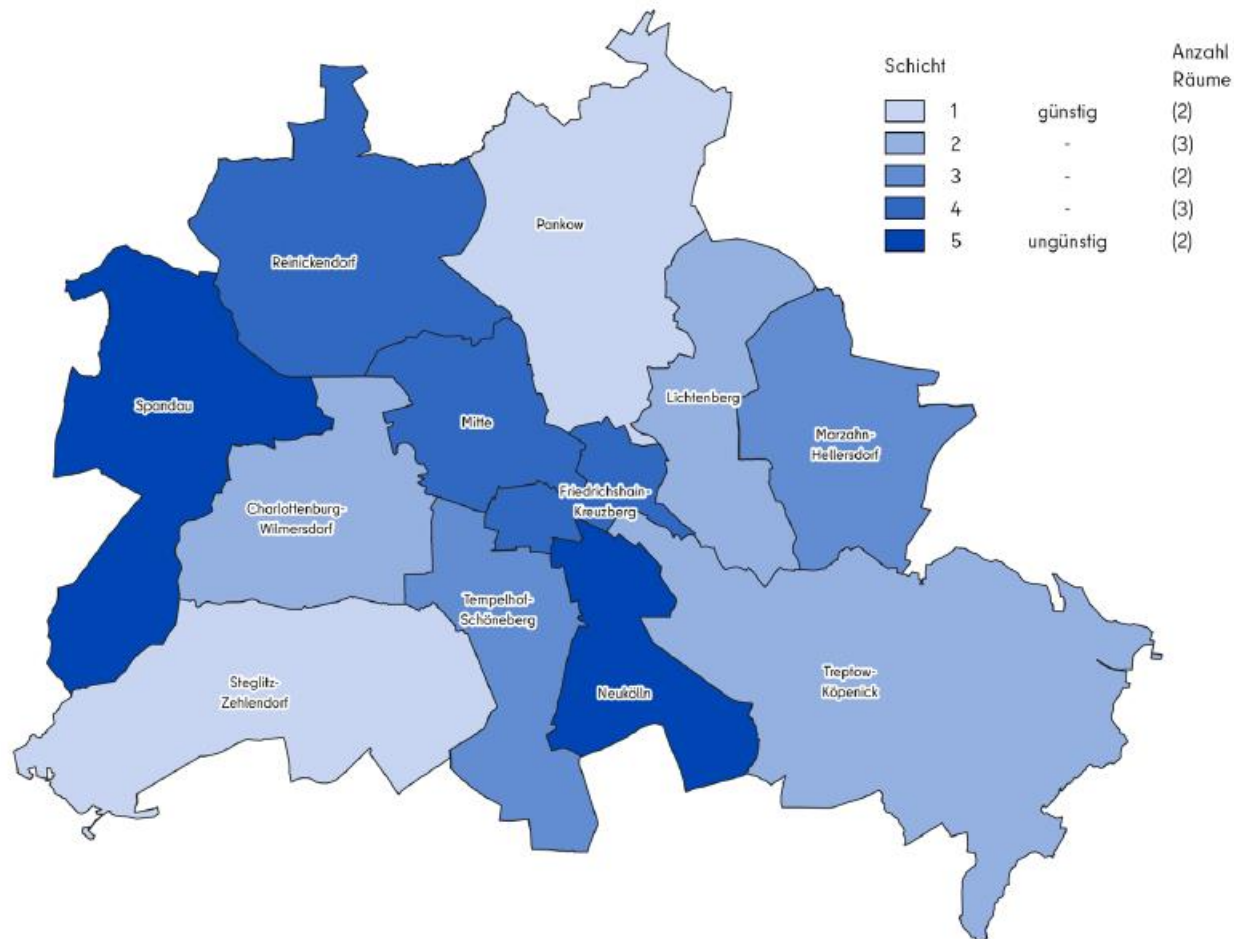 Schicht
Anzahl
Räume
1 günstig (2)
2 - (3)
3 - (2)
4 - (3)
5 ungünstig (2)
Pankow
Reinickendorf
Spandau
Mitte
Lichtenberg
Marzahn-
Hellersdorf
Friedrichshain-
Kreuzberg
Charlottenburg-
Wilmersdorf
Tempelhof-
Schöneberg
Steglitz-
Zehlendorf
Neukölln
Treptow-
Köpenick